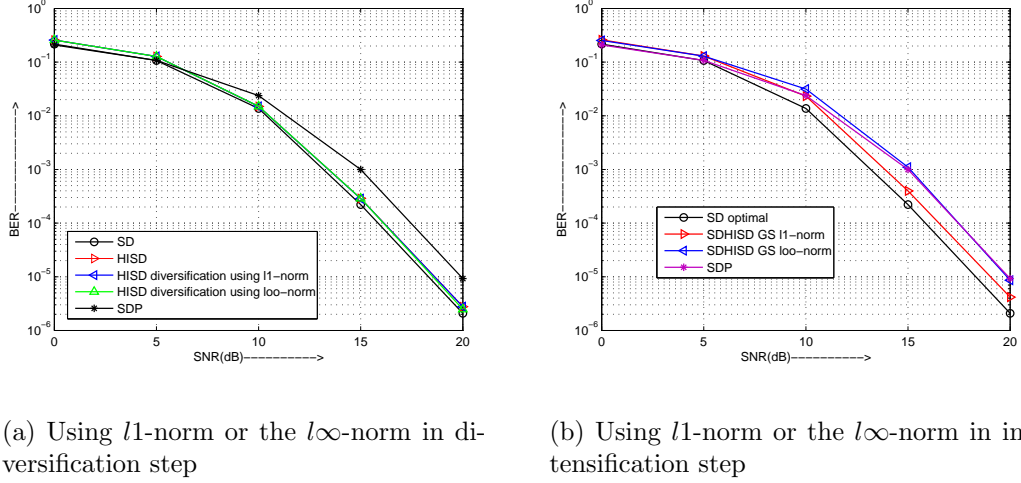 BER
10^0
10^−1
10^−2
10^−3
10^−4
10^−5
10^−6
BER−−−−−−−−−−>
0
5
10
15
20
SNR(dB)−−−−−−−−−−>
SD
HISD
HISD diversification using l1−norm
HISD diversification using loo−norm
SDP
(a) Using l1-norm or the l∞-norm in di-
versification step
10^0
10^−1
10^−2
10^−3
10^−4
10^−5
10^−6
BER−−−−−−−−−−>
0
5
10
15
20
SNR(dB)−−−−−−−−−−>
SD optimal
SDHISD GS l1−norm
SDHISD GS loo−norm
SDP
(b) Using l1-norm or the l∞-norm in in
tensification step